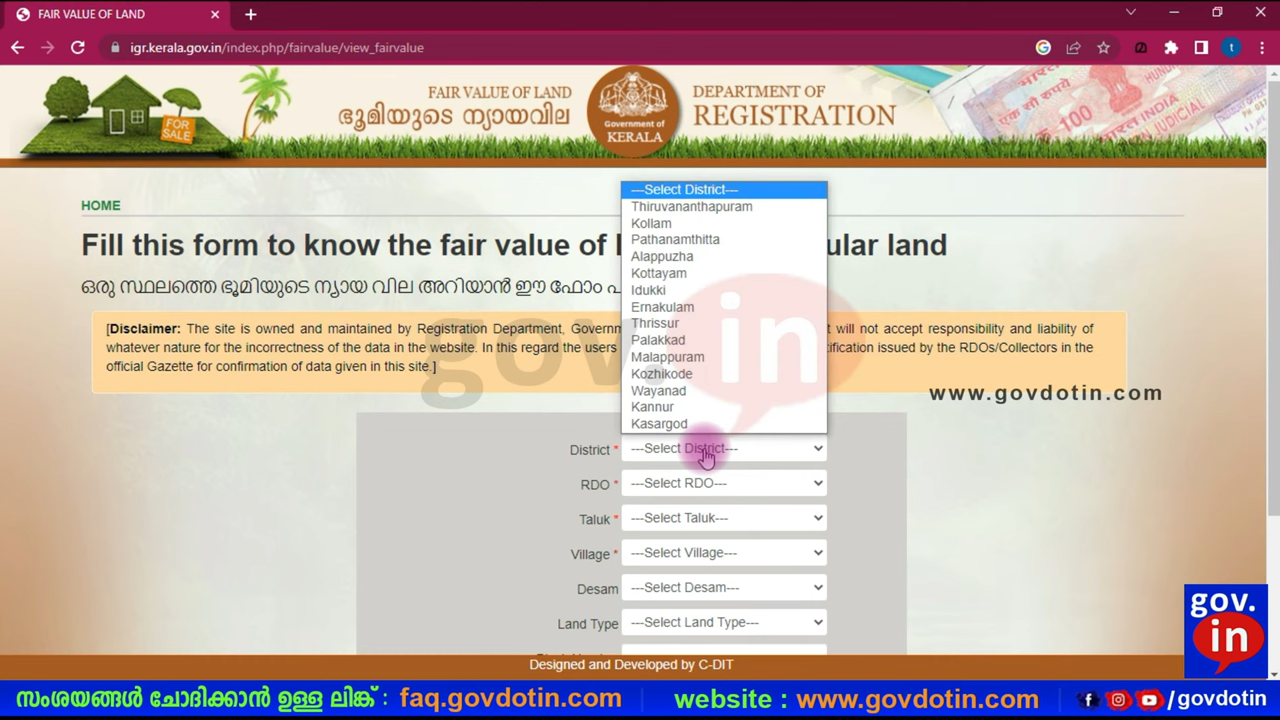 FAIR VALUE OF LAND
igr.kerala.gov.in/index.php/fairvalue/view_fairvalue
t
FAIR VALUE OF LAND
ഭൂമിയുടെ ന്യായവില
Government of
KERALA
DEPARTMENT OF
REGISTRATION
FOR
SALE
100
HOME
Fill this form to know the fair value of
ular land
ഒരു സ്ഥലത്തെ ഭൂമിയുടെ ന്യായ വില അറിയാൻ ഈ ഫോം
[Disclaimer: The site is owned and maintained by Registration Department,
t will not accept responsibility and liability of
whatever nature for the incorrectness of the data in the website. In this regard the users
issued by the RDOs/Collectors in the
official Gazette for confirmation of data given in this site.]
---Select District---
Thiruvananthapuram
Kollam
Pathanamthitta
Alappuzha
Kottayam
Idukki
Ernakulam
Thrissur
Palakkad
Malappuram
Kozhikode
Wayanad
Kannur
Kasargod
gov.in
www.govdotin.com
District * ---Select District---
RDO * ---Select RDO---
Taluk * ---Select Taluk---
Village * ---Select Village---
Desam ---Select Desam---
Land Type ---Select Land Type---
Designed and Developed by C-DIT
gov.
in
സംശയങ്ങൾ ചോദിക്കാൻ ഉള്ള ലിങ്ക് : faq.govdotin.com website : www.govdotin.com /govdotin